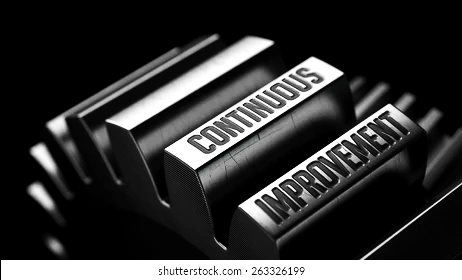 CONTINUOUS
IMPROVEMENT
shutterstock.com · 263326199